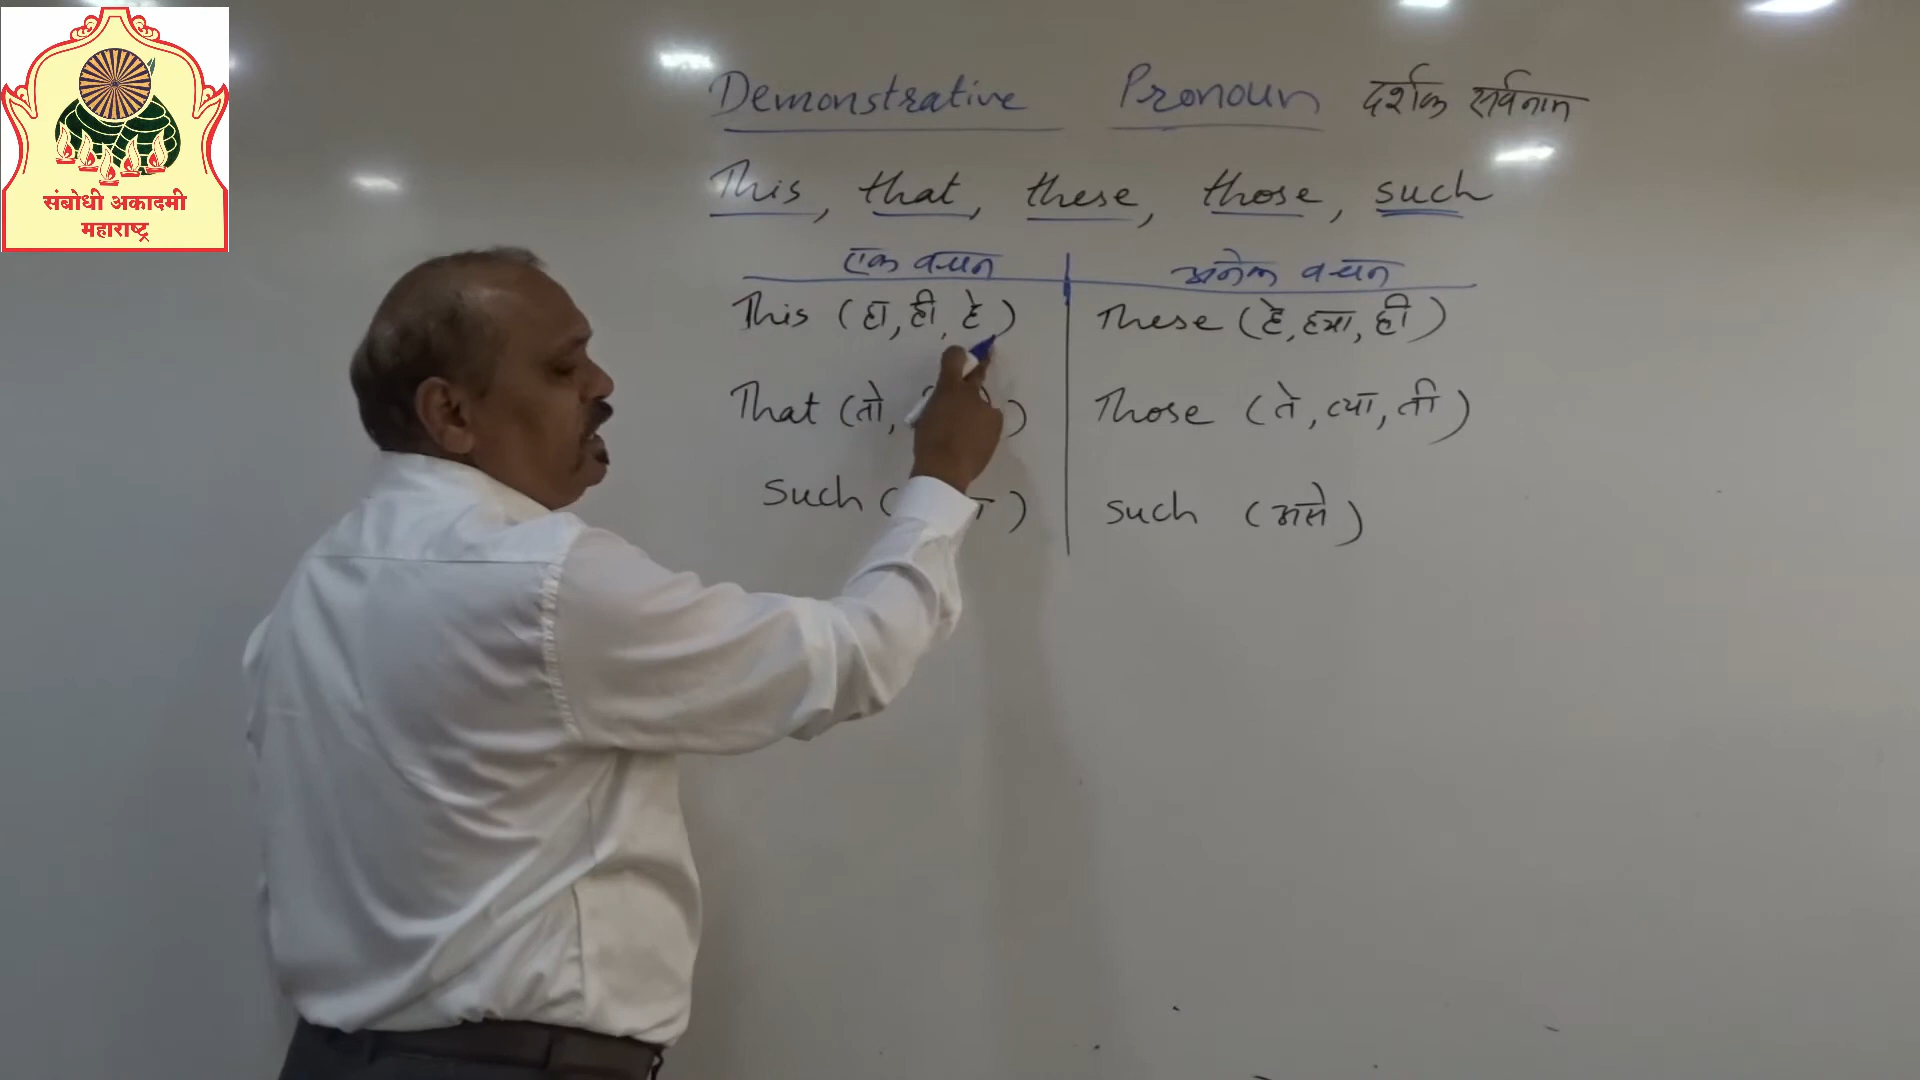 संबोधी अकादमी
महाराष्ट्र
Demonstrative Pronoun दर्शक सर्वनाम
This, that, these, those, such
एक वचन अनेक वचन
This (हा, ही, हे) These (हे, ह्या, ही)
That (तो, ) Those (ते, त्या, ती)
Such ( ) such (असे)